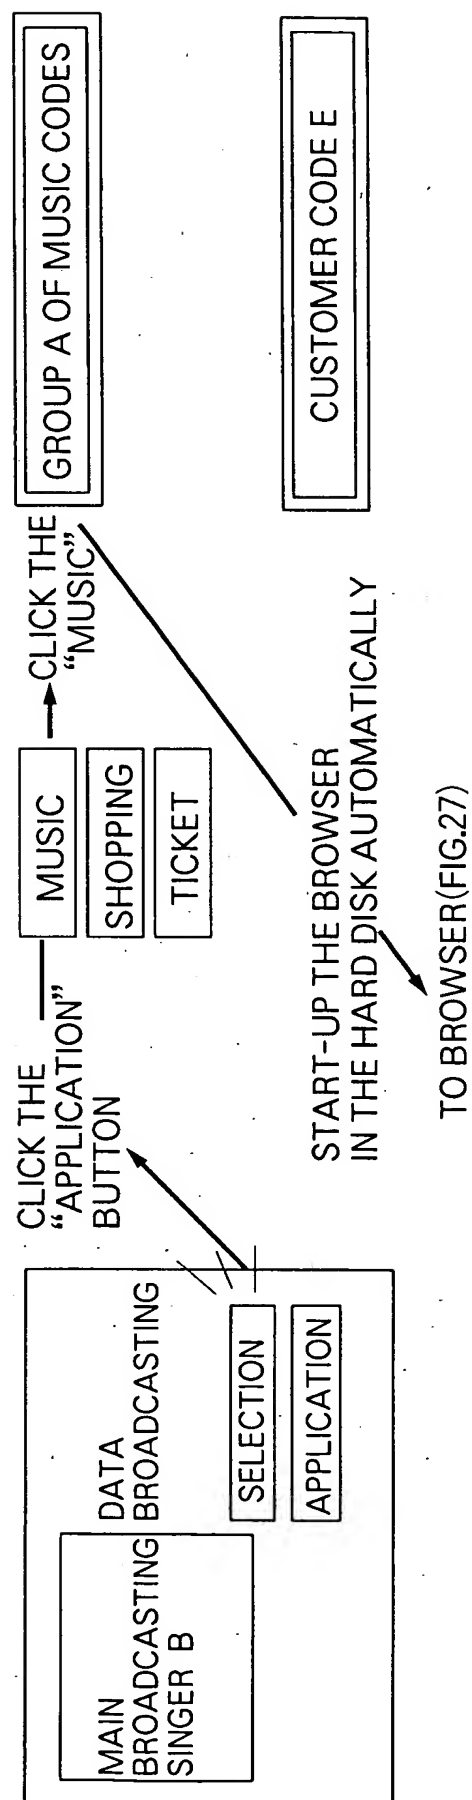 MAIN
BROADCASTING
SINGER B
DATA
BROADCASTING
SELECTION
APPLICATION
CLICK THE
“APPLICATION”
BUTTON
MUSIC
SHOPPING
TICKET
CLICK THE
“MUSIC”
GROUP A OF MUSIC CODES
START-UP THE BROWSER
IN THE HARD DISK AUTOMATICALLY
TO BROWSER(FIG.27)
CUSTOMER CODE E